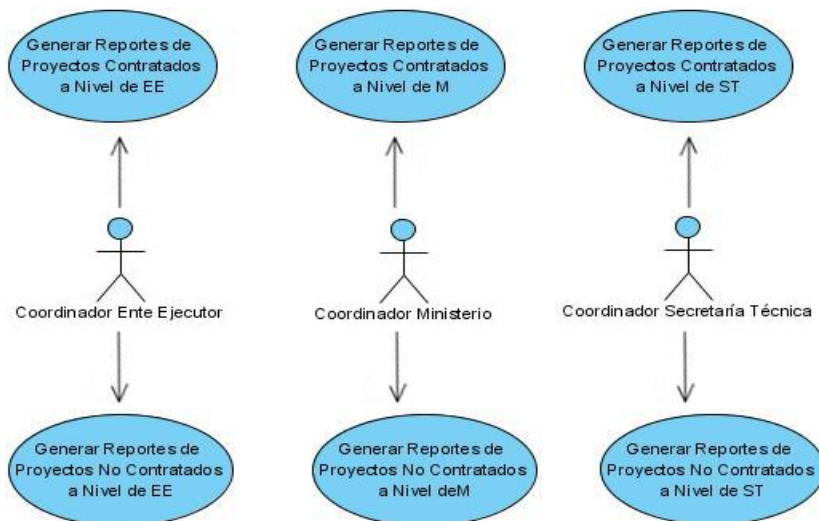 Generar Reportes de
Proyectos Contratados
a Nivel de EE
Generar Reportes de
Proyectos Contratados
a Nivel de M
Generar Reportes de
Proyectos Contratados
a Nivel de ST
Coordinador Ente Ejecutor
Coordinador Ministerio
Coordinador Secretaría Técnica
Generar Reportes de
Proyectos No Contratados
a Nivel de EE
Generar Reportes de
Proyectos No Contratados
a Nivel deM
Generar Reportes de
Proyectos No Contratados
a Nivel de ST